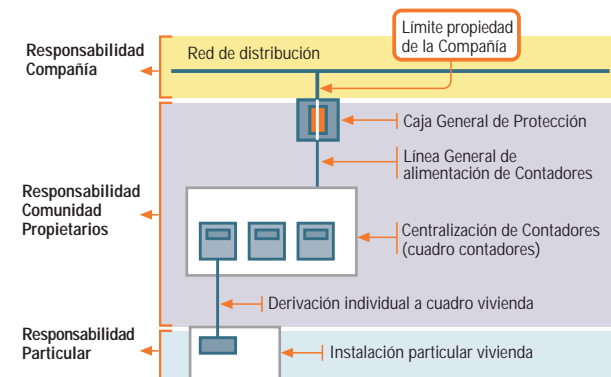 Responsabilidad
Compañía
Red de distribución
Límite propiedad
de la Compañía
Caja General de Protección
Línea General de
alimentación de Contadores
Responsabilidad
Comunidad
Propietarios
Centralización de Contadores
(cuadro contadores)
Derivación individual a cuadro vivienda
Responsabilidad
Particular
Instalación particular vivienda